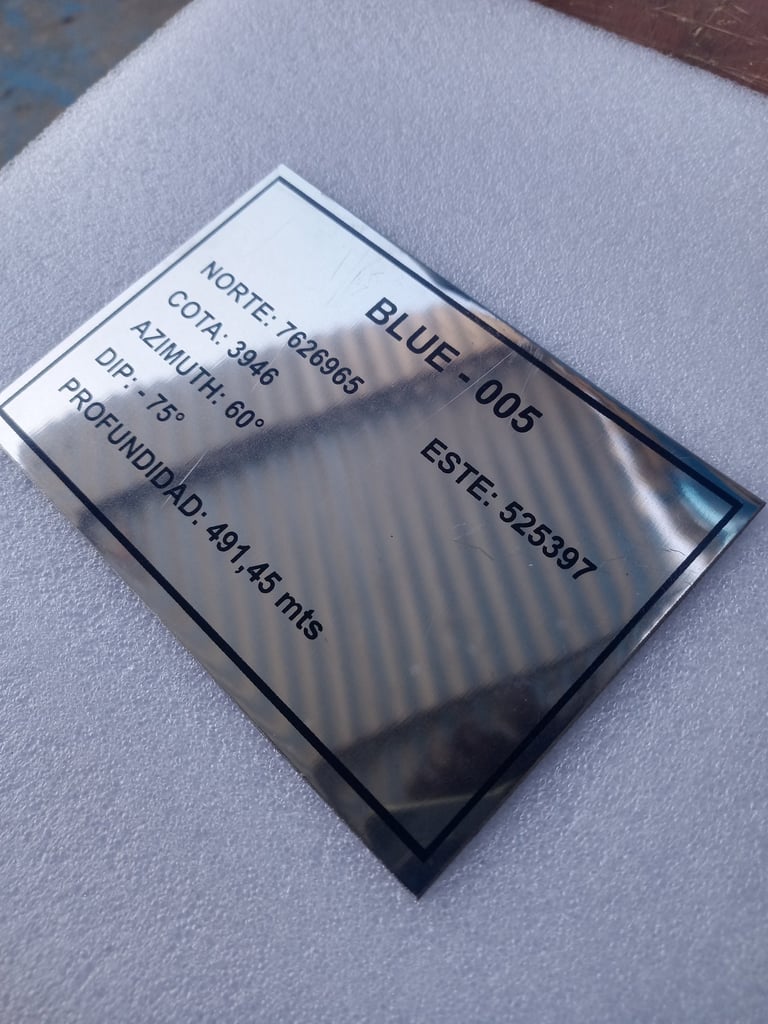 BLUE - 005
NORTE: 7626965 ESTE: 525397
COTA: 3946
AZIMUTH: 60°
DIP: - 75°
PROFUNDIDAD: 491,45 mts